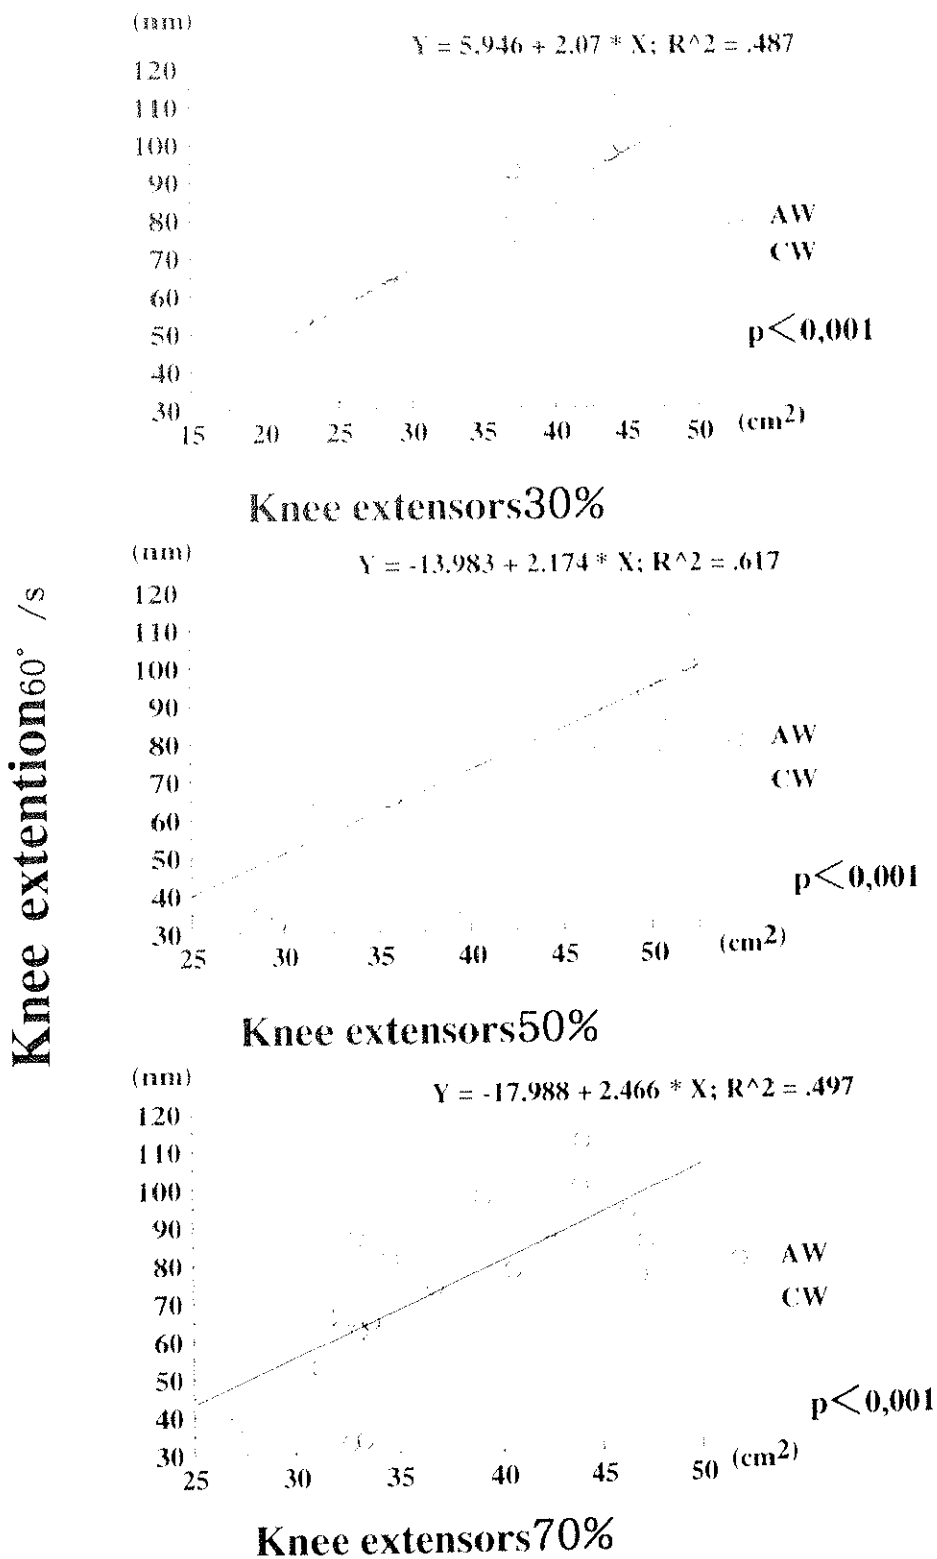 Knee extention60° /s
(nm)
Y = 5.946 + 2.07 * X; R^2 = .487
120
110
100
90
80
70
60
50
40
30
AW
CW
p<0,001
15 20 25 30 35 40 45 50 (cm2)
Knee extensors30%
(nm)
Y = -13.983 + 2.174 * X; R^2 = .617
120
110
100
90
80
70
60
50
40
30
AW
CW
p<0,001
25 30 35 40 45 50 (cm2)
Knee extensors50%
(nm)
Y = -17.988 + 2.466 * X; R^2 = .497
120
110
100
90
80
70
60
50
40
30
AW
CW
p<0,001
25 30 35 40 45 50 (cm2)
Knee extensors70%